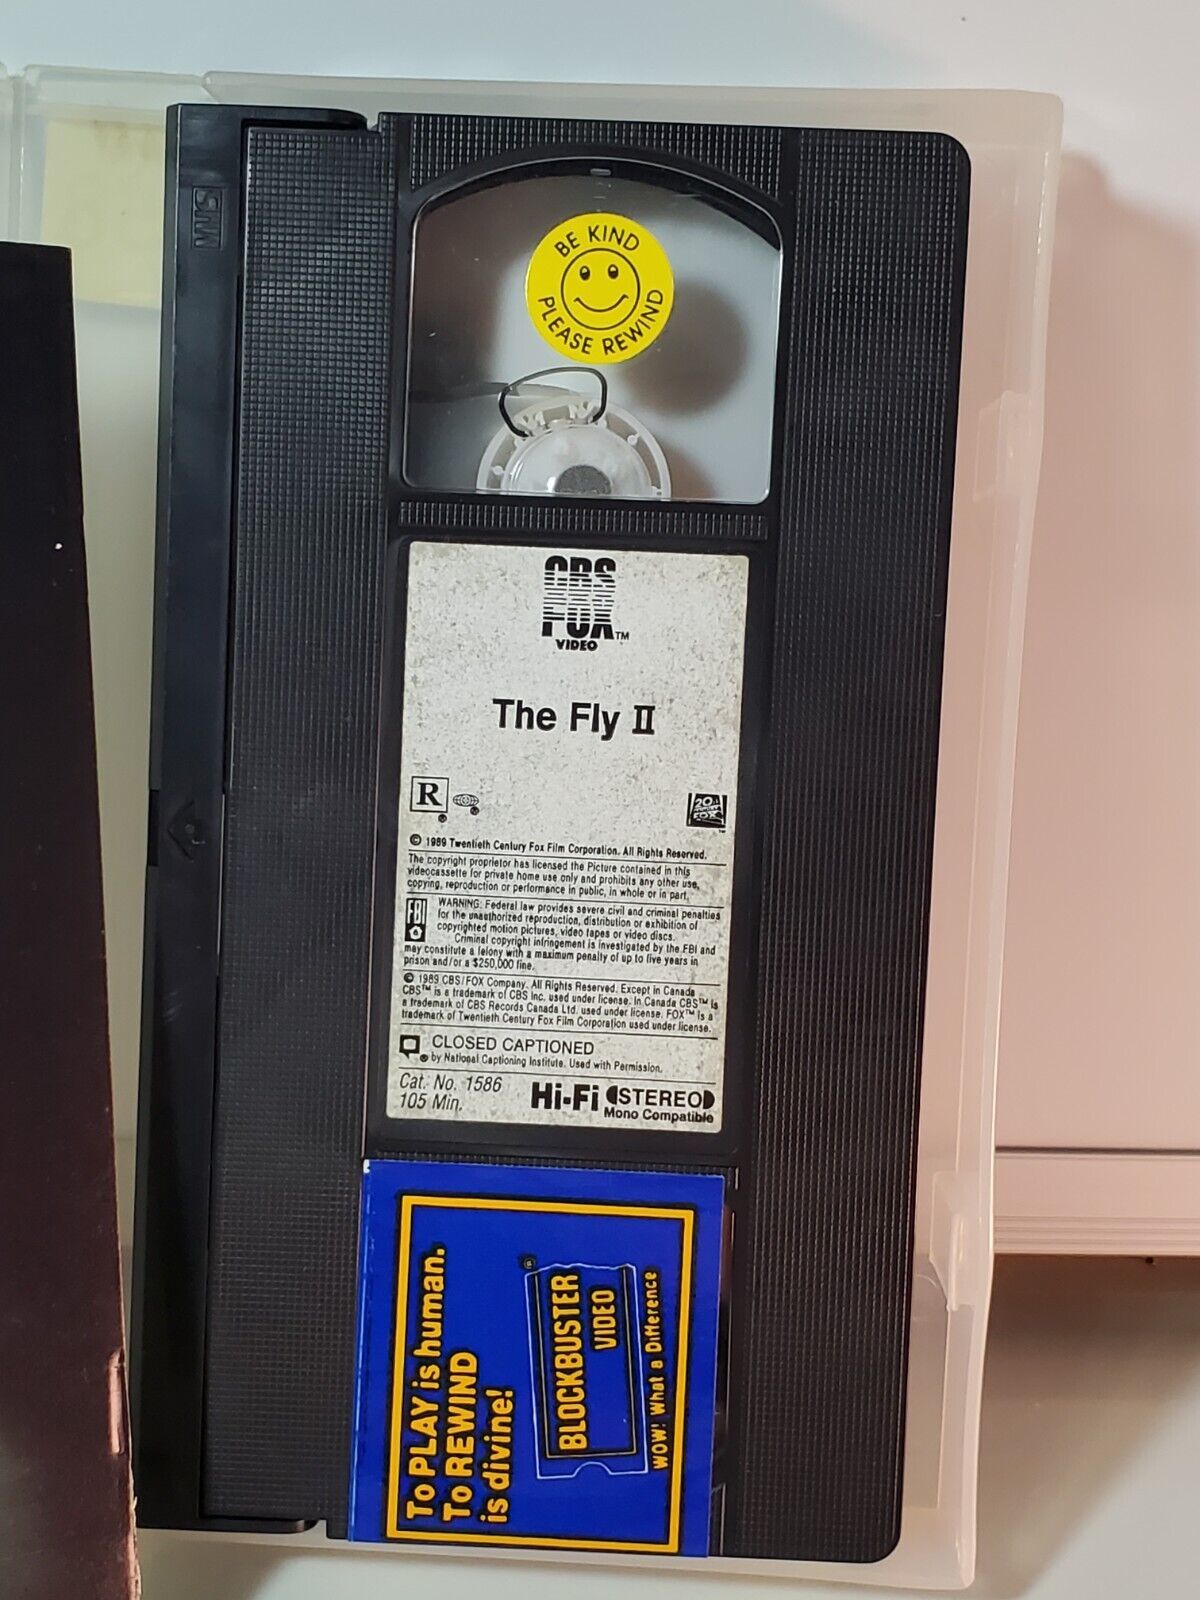 BE KIND
PLEASE REWIND
CBS
FOX™
VIDEO
The Fly II
R
20th
CENTURY
FOX
© 1989 Twentieth Century Fox Film Corporation. All Rights Reserved.
The copyright proprietor has licensed the Picture contained in this
videocassette for private home use only and prohibits any other use,
copying, reproduction or performance in public, in whole or in part.
FBI
WARNING: Federal law provides severe civil and criminal penalties
for the unauthorized reproduction, distribution or exhibition of
copyrighted motion pictures, video tapes or video discs.
Criminal copyright infringement is investigated by the FBI and
may constitute a felony with a maximum penalty of up to five years in
prison and/or a $250,000 fine.
© 1989 CBS/FOX Company. All Rights Reserved. Except in Canada
CBS™ is a trademark of CBS Inc. used under license. In Canada CBS™ is
a trademark of CBS Records Canada Ltd. used under license. FOX™ is a
trademark of Twentieth Century Fox Film Corporation used under license.
CLOSED CAPTIONED
® by National Captioning Institute. Used with Permission.
Cat. No. 1586
105 Min.
Hi-Fi STEREO
Mono Compatible
To PLAY is human.
To REWIND
is divine!
BLOCKBUSTER®
VIDEO
WOW! What a Difference